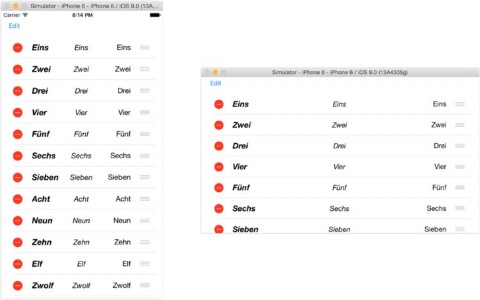 Simulator - iPhone 6 - iPhone 6 / iOS 9.0 (13A...
Carrier 8:14 PM
Edit
Eins Eins Eins
Zwei Zwei Zwei
Drei Drei Drei
Vier Vier Vier
Fünf Fünf Fünf
Sechs Sechs Sechs
Sieben Sieben Sieben
Acht Acht Acht
Neun Neun Neun
Zehn Zehn Zehn
Elf Elf Elf
Zwolf Zwolf Zwolf
Simulator - iPhone 6 - iPhone 6 / iOS 9.0 (13A4305g)
Edit
Eins Eins Eins
Zwei Zwei Zwei
Drei Drei Drei
Vier Vier Vier
Fünf Fünf Fünf
Sechs Sechs Sechs
Sieben Sieben Sieben